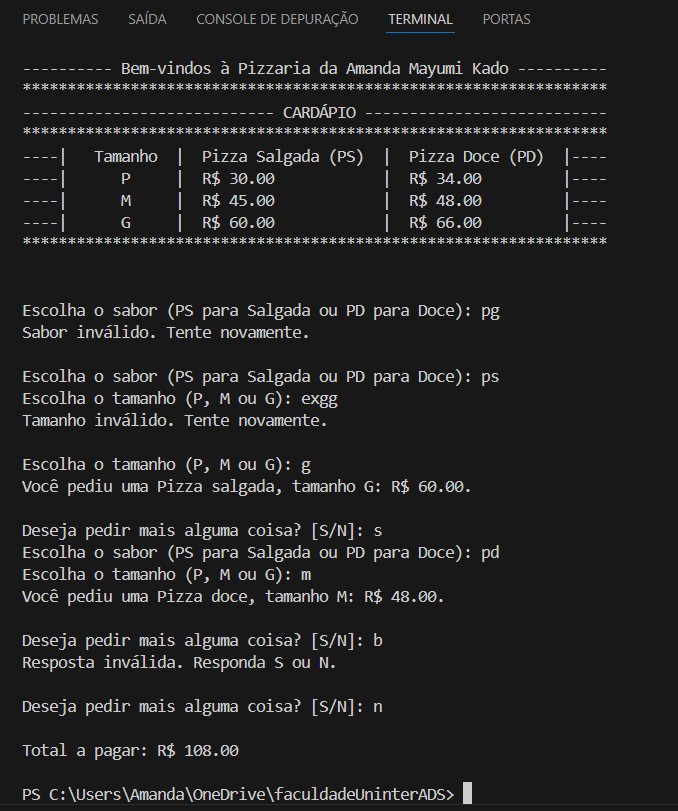 PROBLEMAS SAÍDA CONSOLE DE DEPURAÇÃO TERMINAL PORTAS
---------- Bem-vindos à Pizzaria da Amanda Mayumi Kado ----------
*****************************************************************
---------------------------- CARDÁPIO ---------------------------
*****************************************************************
----|   Tamanho  |  Pizza Salgada (PS)  |  Pizza Doce (PD)  |----
----|      P     |  R$ 30.00            |  R$ 34.00         |----
----|      M     |  R$ 45.00            |  R$ 48.00         |----
----|      G     |  R$ 60.00            |  R$ 66.00         |----
*****************************************************************
Escolha o sabor (PS para Salgada ou PD para Doce): pg
Sabor inválido. Tente novamente.
Escolha o sabor (PS para Salgada ou PD para Doce): ps
Escolha o tamanho (P, M ou G): exgg
Tamanho inválido. Tente novamente.
Escolha o tamanho (P, M ou G): g
Você pediu uma Pizza salgada, tamanho G: R$ 60.00.
Deseja pedir mais alguma coisa? [S/N]: s
Escolha o sabor (PS para Salgada ou PD para Doce): pd
Escolha o tamanho (P, M ou G): m
Você pediu uma Pizza doce, tamanho M: R$ 48.00.
Deseja pedir mais alguma coisa? [S/N]: b
Resposta inválida. Responda S ou N.
Deseja pedir mais alguma coisa? [S/N]: n
Total a pagar: R$ 108.00
PS C:\Users\Amanda\OneDrive\faculdadeUninterADS>